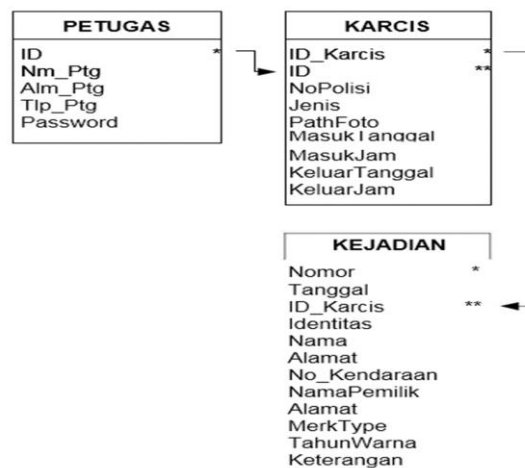 PETUGAS
ID *
Nm_Ptg
Alm_Ptg
Tlp_Ptg
Password
KARCIS
ID_Karcis *
ID **
NoPolisi
Jenis
PathFoto
MasukTanggal
MasukJam
KeluarTanggal
KeluarJam
KEJADIAN
Nomor *
Tanggal
ID_Karcis **
Identitas
Nama
Alamat
No_Kendaraan
NamaPemilik
Alamat
MerkType
TahunWarna
Keterangan